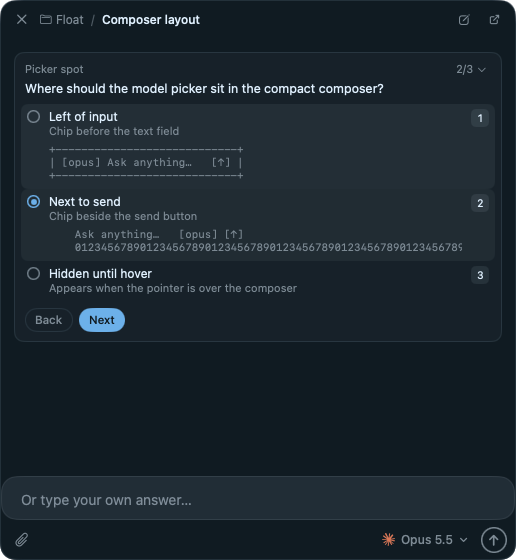 Float / Composer layout
Picker spot 2/3
Where should the model picker sit in the compact composer?
Left of input 1
Chip before the text field
+----------------------------+
| [opus] Ask anything…   [↑] |
+----------------------------+
Next to send 2
Chip beside the send button
Ask anything…   [opus] [↑]
012345678901234567890123456789012345678901234567890123456789
Hidden until hover 3
Appears when the pointer is over the composer
Back Next
Or type your own answer...
Opus 5.5